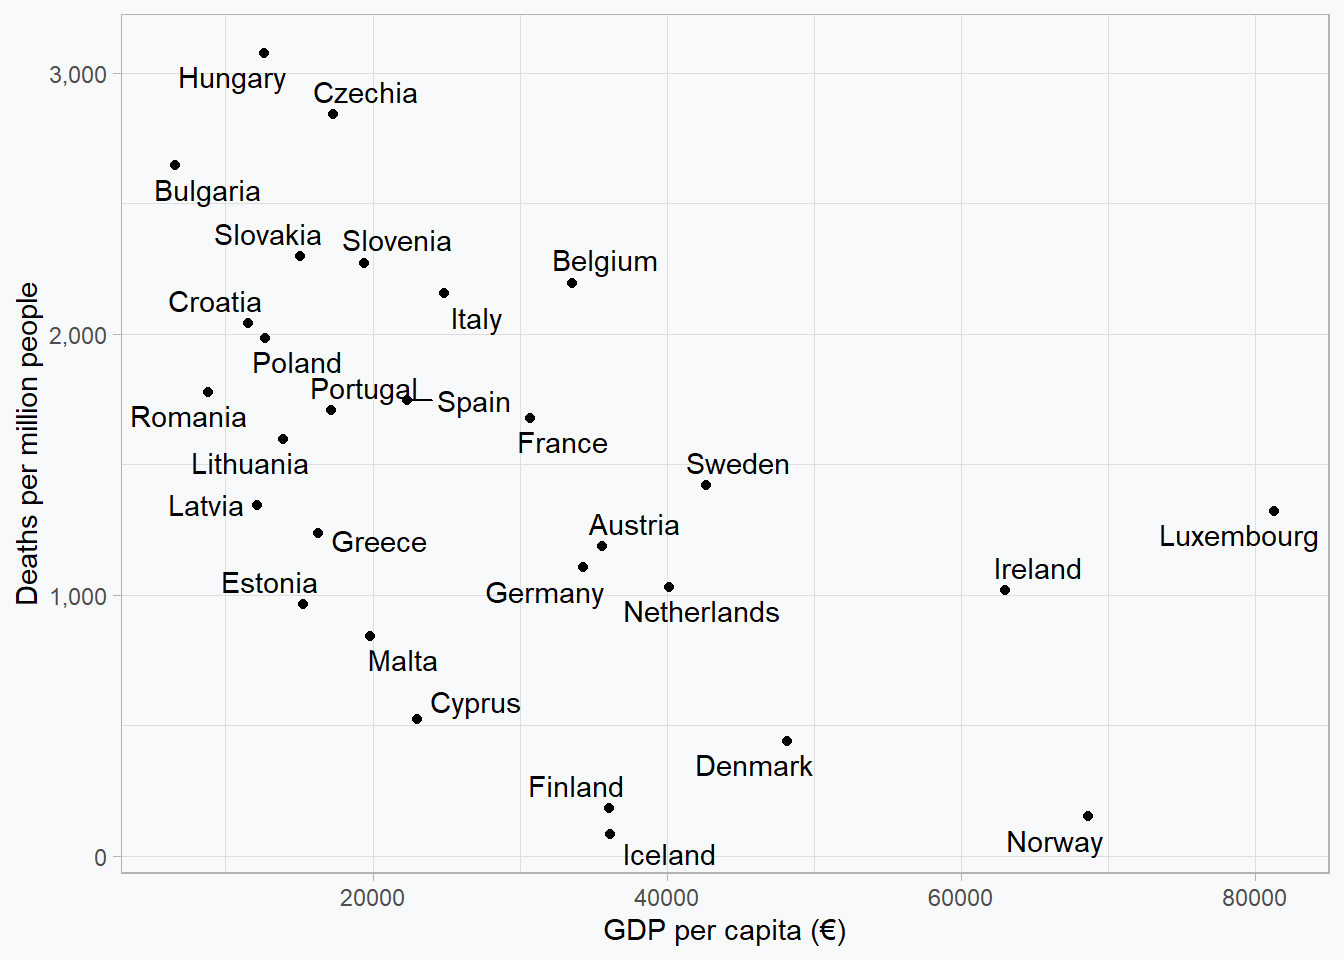 Hungary
Czechia
Bulgaria
Slovakia
Slovenia
Belgium
Croatia
Italy
Poland
Portugal
Spain
Romania
France
Lithuania
Sweden
Latvia
Austria
Greece
Luxembourg
Ireland
Estonia
Germany
Netherlands
Malta
Cyprus
Denmark
Finland
Norway
Iceland
3,000
2,000
1,000
0
Deaths per million people
20000 40000 60000 80000
GDP per capita (€)